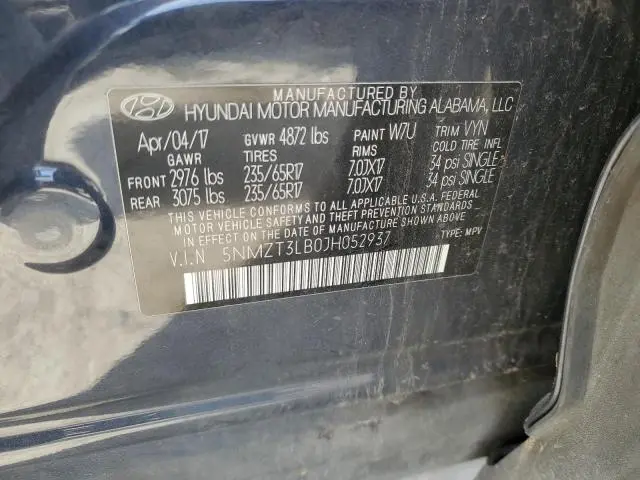 MANUFACTURED BY
HYUNDAI MOTOR MANUFACTURING ALABAMA, LLC
Apr/04/17 GVWR 4872 lbs PAINT W7U TRIM VYN
GAWR TIRES RIMS COLD TIRE INFL
FRONT 2976 lbs 235/65R17 7.0JX17 34 psi SINGLE
REAR 3075 lbs 235/65R17 7.0JX17 34 psi SINGLE
THIS VEHICLE CONFORMS TO ALL APPLICABLE U.S.A. FEDERAL
MOTOR VEHICLE SAFETY, BUMPER, AND THEFT PREVENTION STANDARDS
IN EFFECT ON THE DATE OF MANUFACTURE SHOWN ABOVE.
V.I.N 5NMZT3LB0JH052937 TYPE: MPV